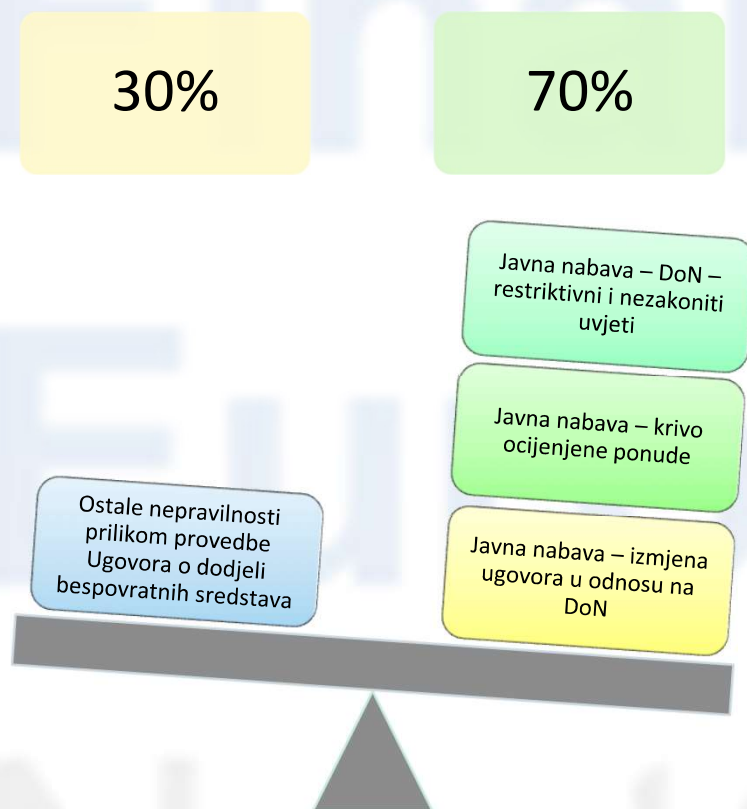 30%
70%
Javna nabava – DoN –
restriktivni i nezakoniti
uvjeti
Javna nabava – krivo
ocijenjene ponude
Ostale nepravilnosti
prilikom provedbe
Ugovora o dodjeli
bespovratnih sredstava
Javna nabava – izmjena
ugovora u odnosu na
DoN